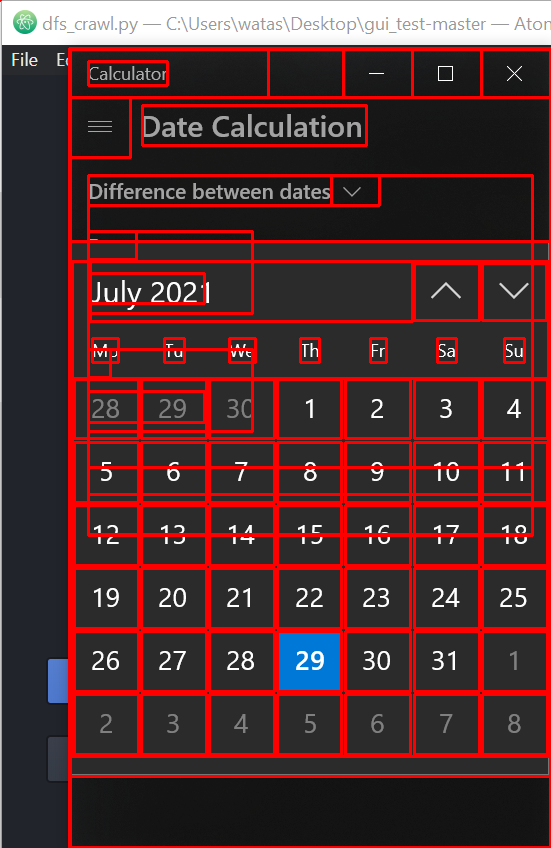 dfs_crawl.py — C:\Users\watas\Desktop\gui_test-master — Atom
File
Calculator
Date Calculation
Difference between dates
July 2021
Mo Tu We Th Fr Sa Su
28 29 30 1 2 3 4
5 6 7 8 9 10 11
12 13 14 15 16 17 18
19 20 21 22 23 24 25
26 27 28 29 30 31 1
2 3 4 5 6 7 8